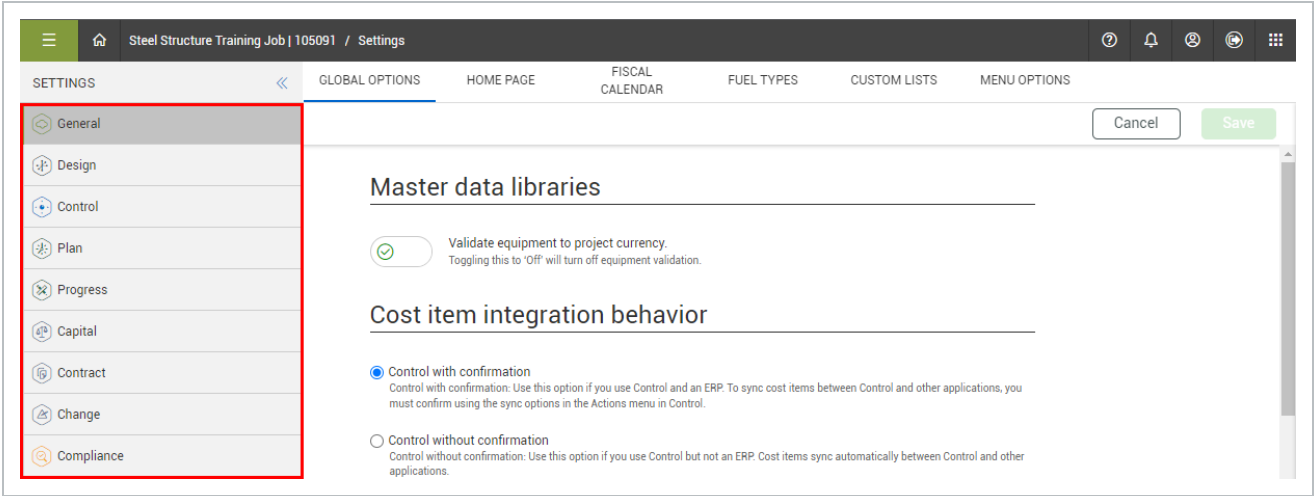 Steel Structure Training Job | 105091 / Settings
SETTINGS
GLOBAL OPTIONS
HOME PAGE
FISCAL
CALENDAR
FUEL TYPES
CUSTOM LISTS
MENU OPTIONS
General
Design
Control
Plan
Progress
Capital
Contract
Change
Compliance
Cancel
Save
Master data libraries
Validate equipment to project currency.
Toggling this to 'Off' will turn off equipment validation.
Cost item integration behavior
Control with confirmation
Control with confirmation: Use this option if you use Control and an ERP. To sync cost items between Control and other applications, you
must confirm using the sync options in the Actions menu in Control.
Control without confirmation
Control without confirmation: Use this option if you use Control but not an ERP. Cost items sync automatically between Control and other
applications.